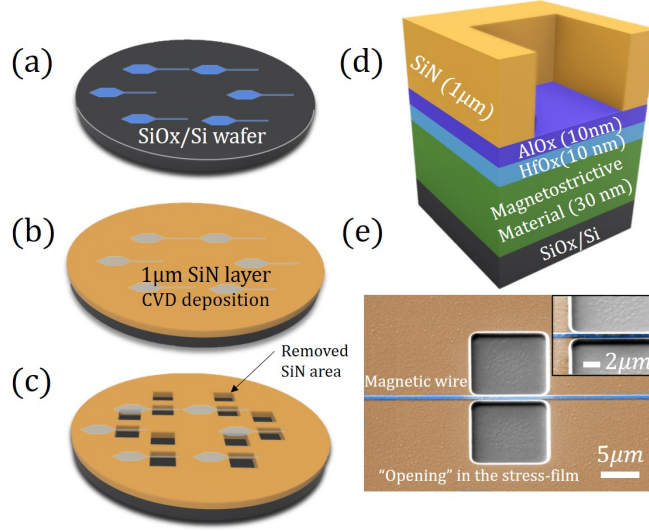 (a)
SiOx/Si wafer
(b)
1μm SiN layer
CVD deposition
(c)
Removed
SiN area
(d)
SiN (1μm)
AlOx (10nm)
HfOx(10 nm)
Magnetostrictive
Material (30 nm)
SiOx/Si
(e)
2μm
Magnetic wire
"Opening" in the stress-film
5μm